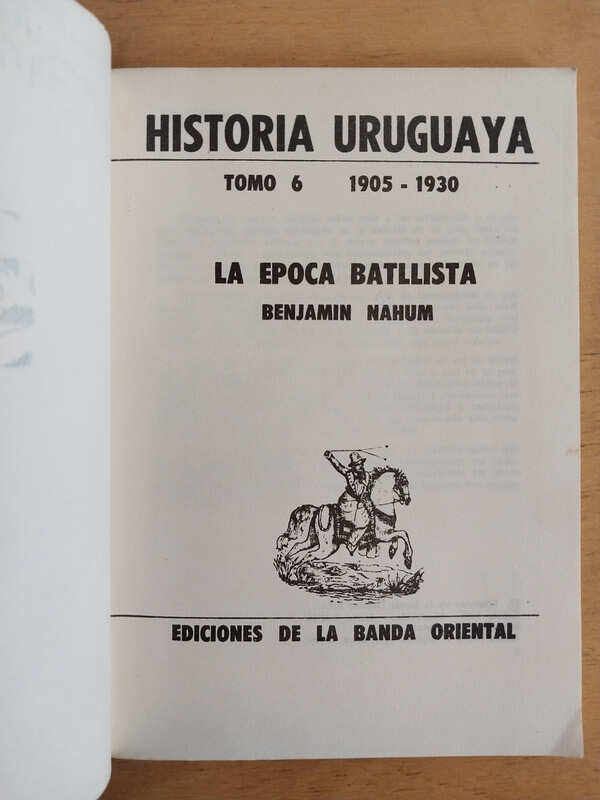 HISTORIA URUGUAYA
TOMO 6 1905 - 1930
LA EPOCA BATLLISTA
BENJAMIN NAHUM
EDICIONES DE LA BANDA ORIENTAL